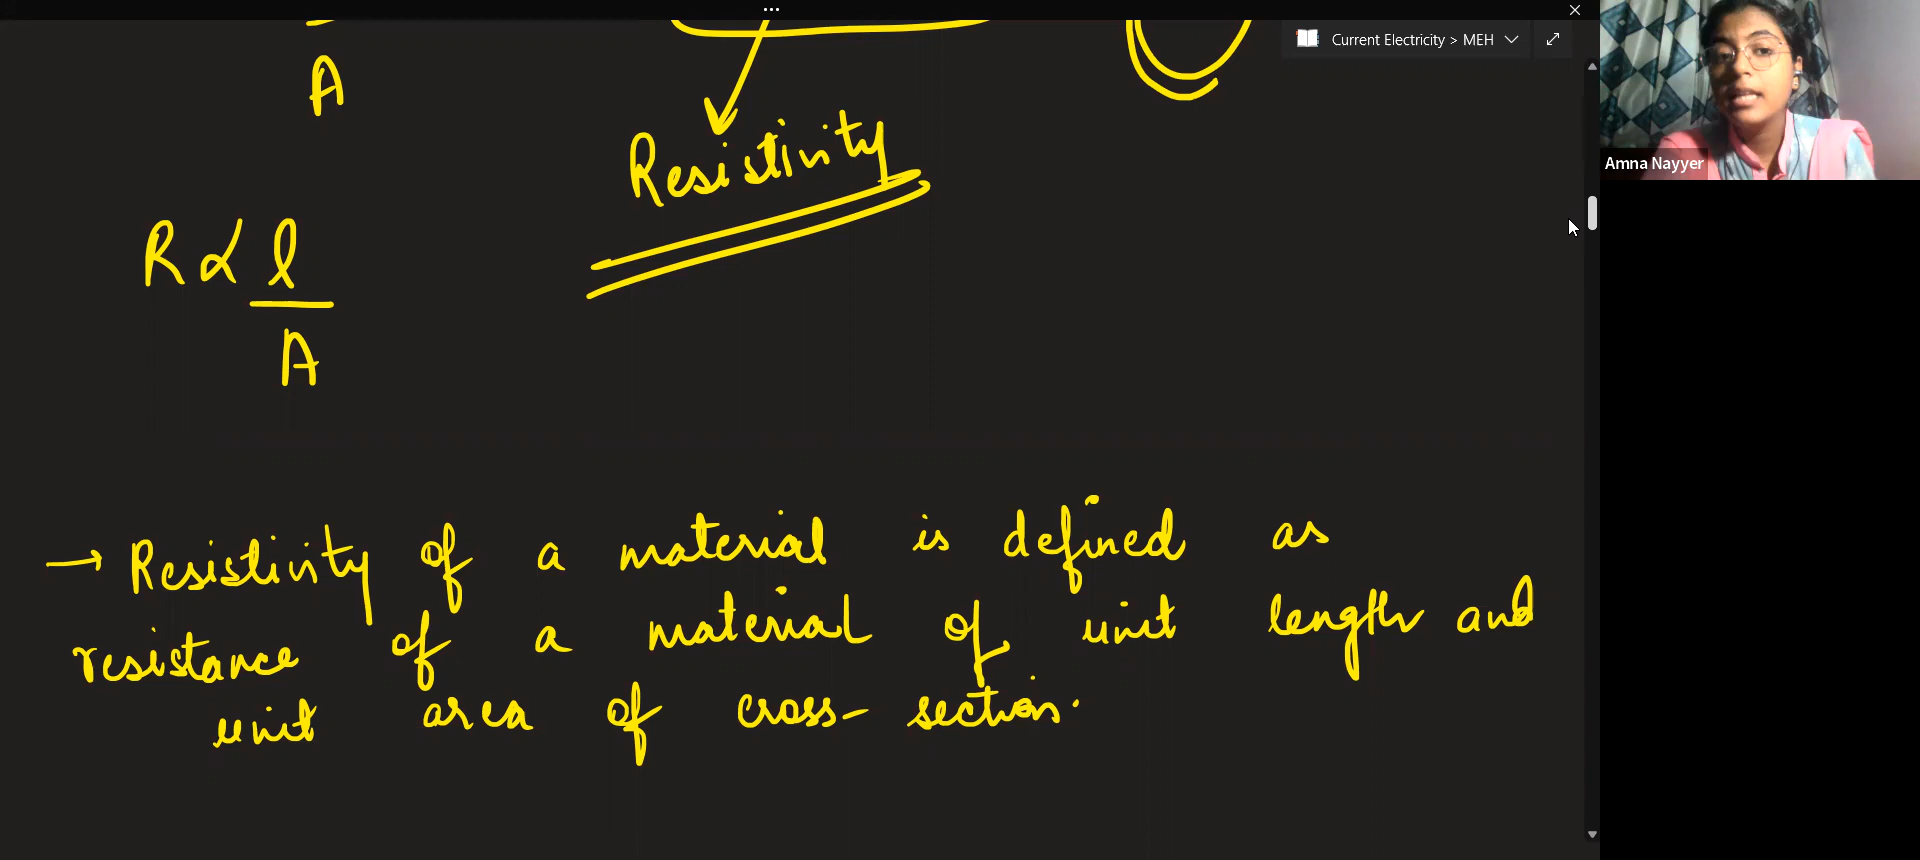 ...
Current Electricity > MEH
A
Resistivity
Amna Nayyer
R ∝ l
A
→ Resistivity of a material is defined as
resistance of a material of unit length and
unit area of cross-section.